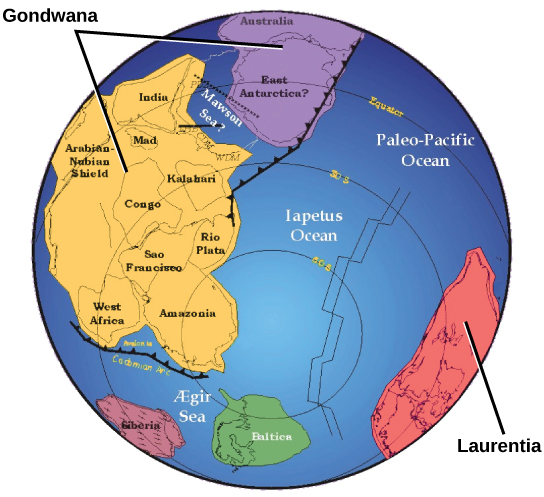 Gondwana
Australia
East
Antarctica?
India
Mawson
Sea?
Equator
Paleo-Pacific
Ocean
Mad
Arabian-
Nubian
Shield
WDM
Kalahari
30 S
Congo
Iapetus
Ocean
Rio
Plata
Sao
Francisco
60 S
West
Africa
Amazonia
Avalonia
Cadomian Arc
Ægir
Sea
Siberia
Baltica
Laurentia